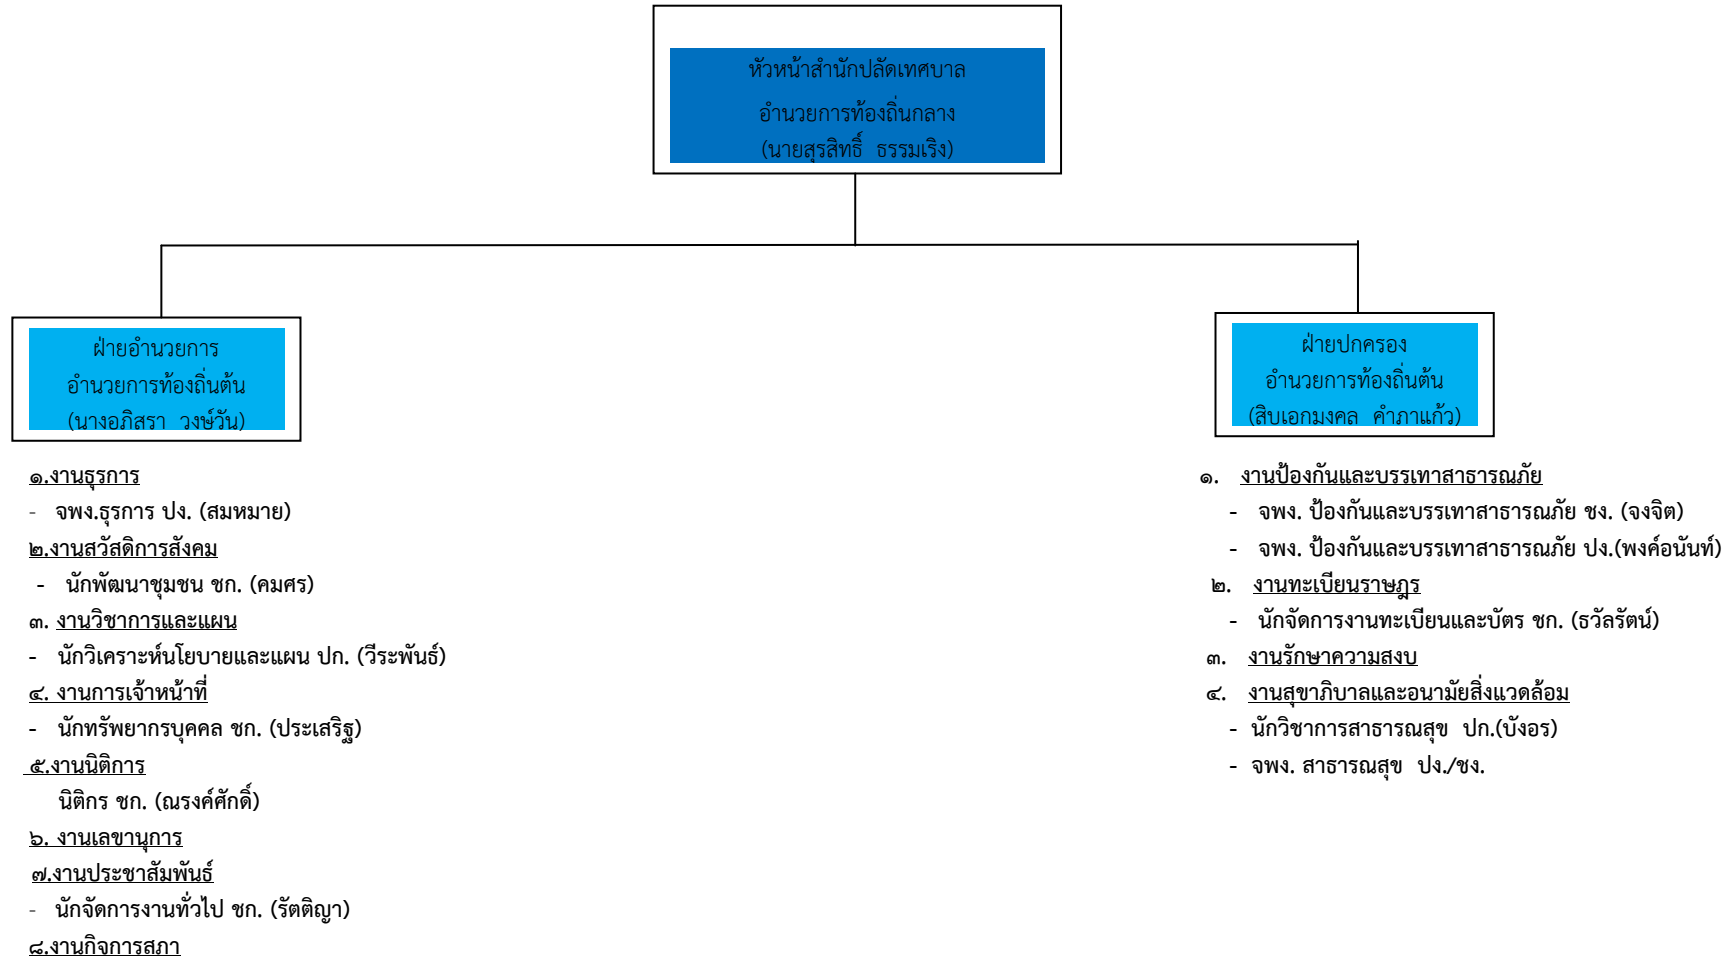 หัวหน้าสำนักปลัดเทศบาล
อำนวยการท้องถิ่นกลาง
(นายสุรสิทธิ์ ธรรมเริง)
ฝ่ายอำนวยการ
อำนวยการท้องถิ่นต้น
(นางอภิสรา วงษ์วัน)
๑.งานธุรการ
- จพง.ธุรการ ปง. (สมหมาย)
๒.งานสวัสดิการสังคม
- นักพัฒนาชุมชน ชก. (คมศร)
๓. งานวิชาการและแผน
- นักวิเคราะห์นโยบายและแผน ปก. (วีระพันธ์)
๔. งานการเจ้าหน้าที่
- นักทรัพยากรบุคคล ชก. (ประเสริฐ)
๕.งานนิติการ
นิติกร ชก. (ณรงค์ศักดิ์)
๖. งานเลขานุการ
๗.งานประชาสัมพันธ์
- นักจัดการงานทั่วไป ชก. (รัตติญา)
๘.งานกิจการสภา
ฝ่ายปกครอง
อำนวยการท้องถิ่นต้น
(สิบเอกมงคล คำภาแก้ว)
๑. งานป้องกันและบรรเทาสาธารณภัย
- จพง. ป้องกันและบรรเทาสาธารณภัย ชง. (จงจิต)
- จพง. ป้องกันและบรรเทาสาธารณภัย ปง.(พงค์อนันท์)
๒. งานทะเบียนราษฎร
- นักจัดการงานทะเบียนและบัตร ชก. (ธวัลรัตน์)
๓. งานรักษาความสงบ
๔. งานสุขาภิบาลและอนามัยสิ่งแวดล้อม
- นักวิชาการสาธารณสุข ปก.(บังอร)
- จพง. สาธารณสุข ปง./ชง.